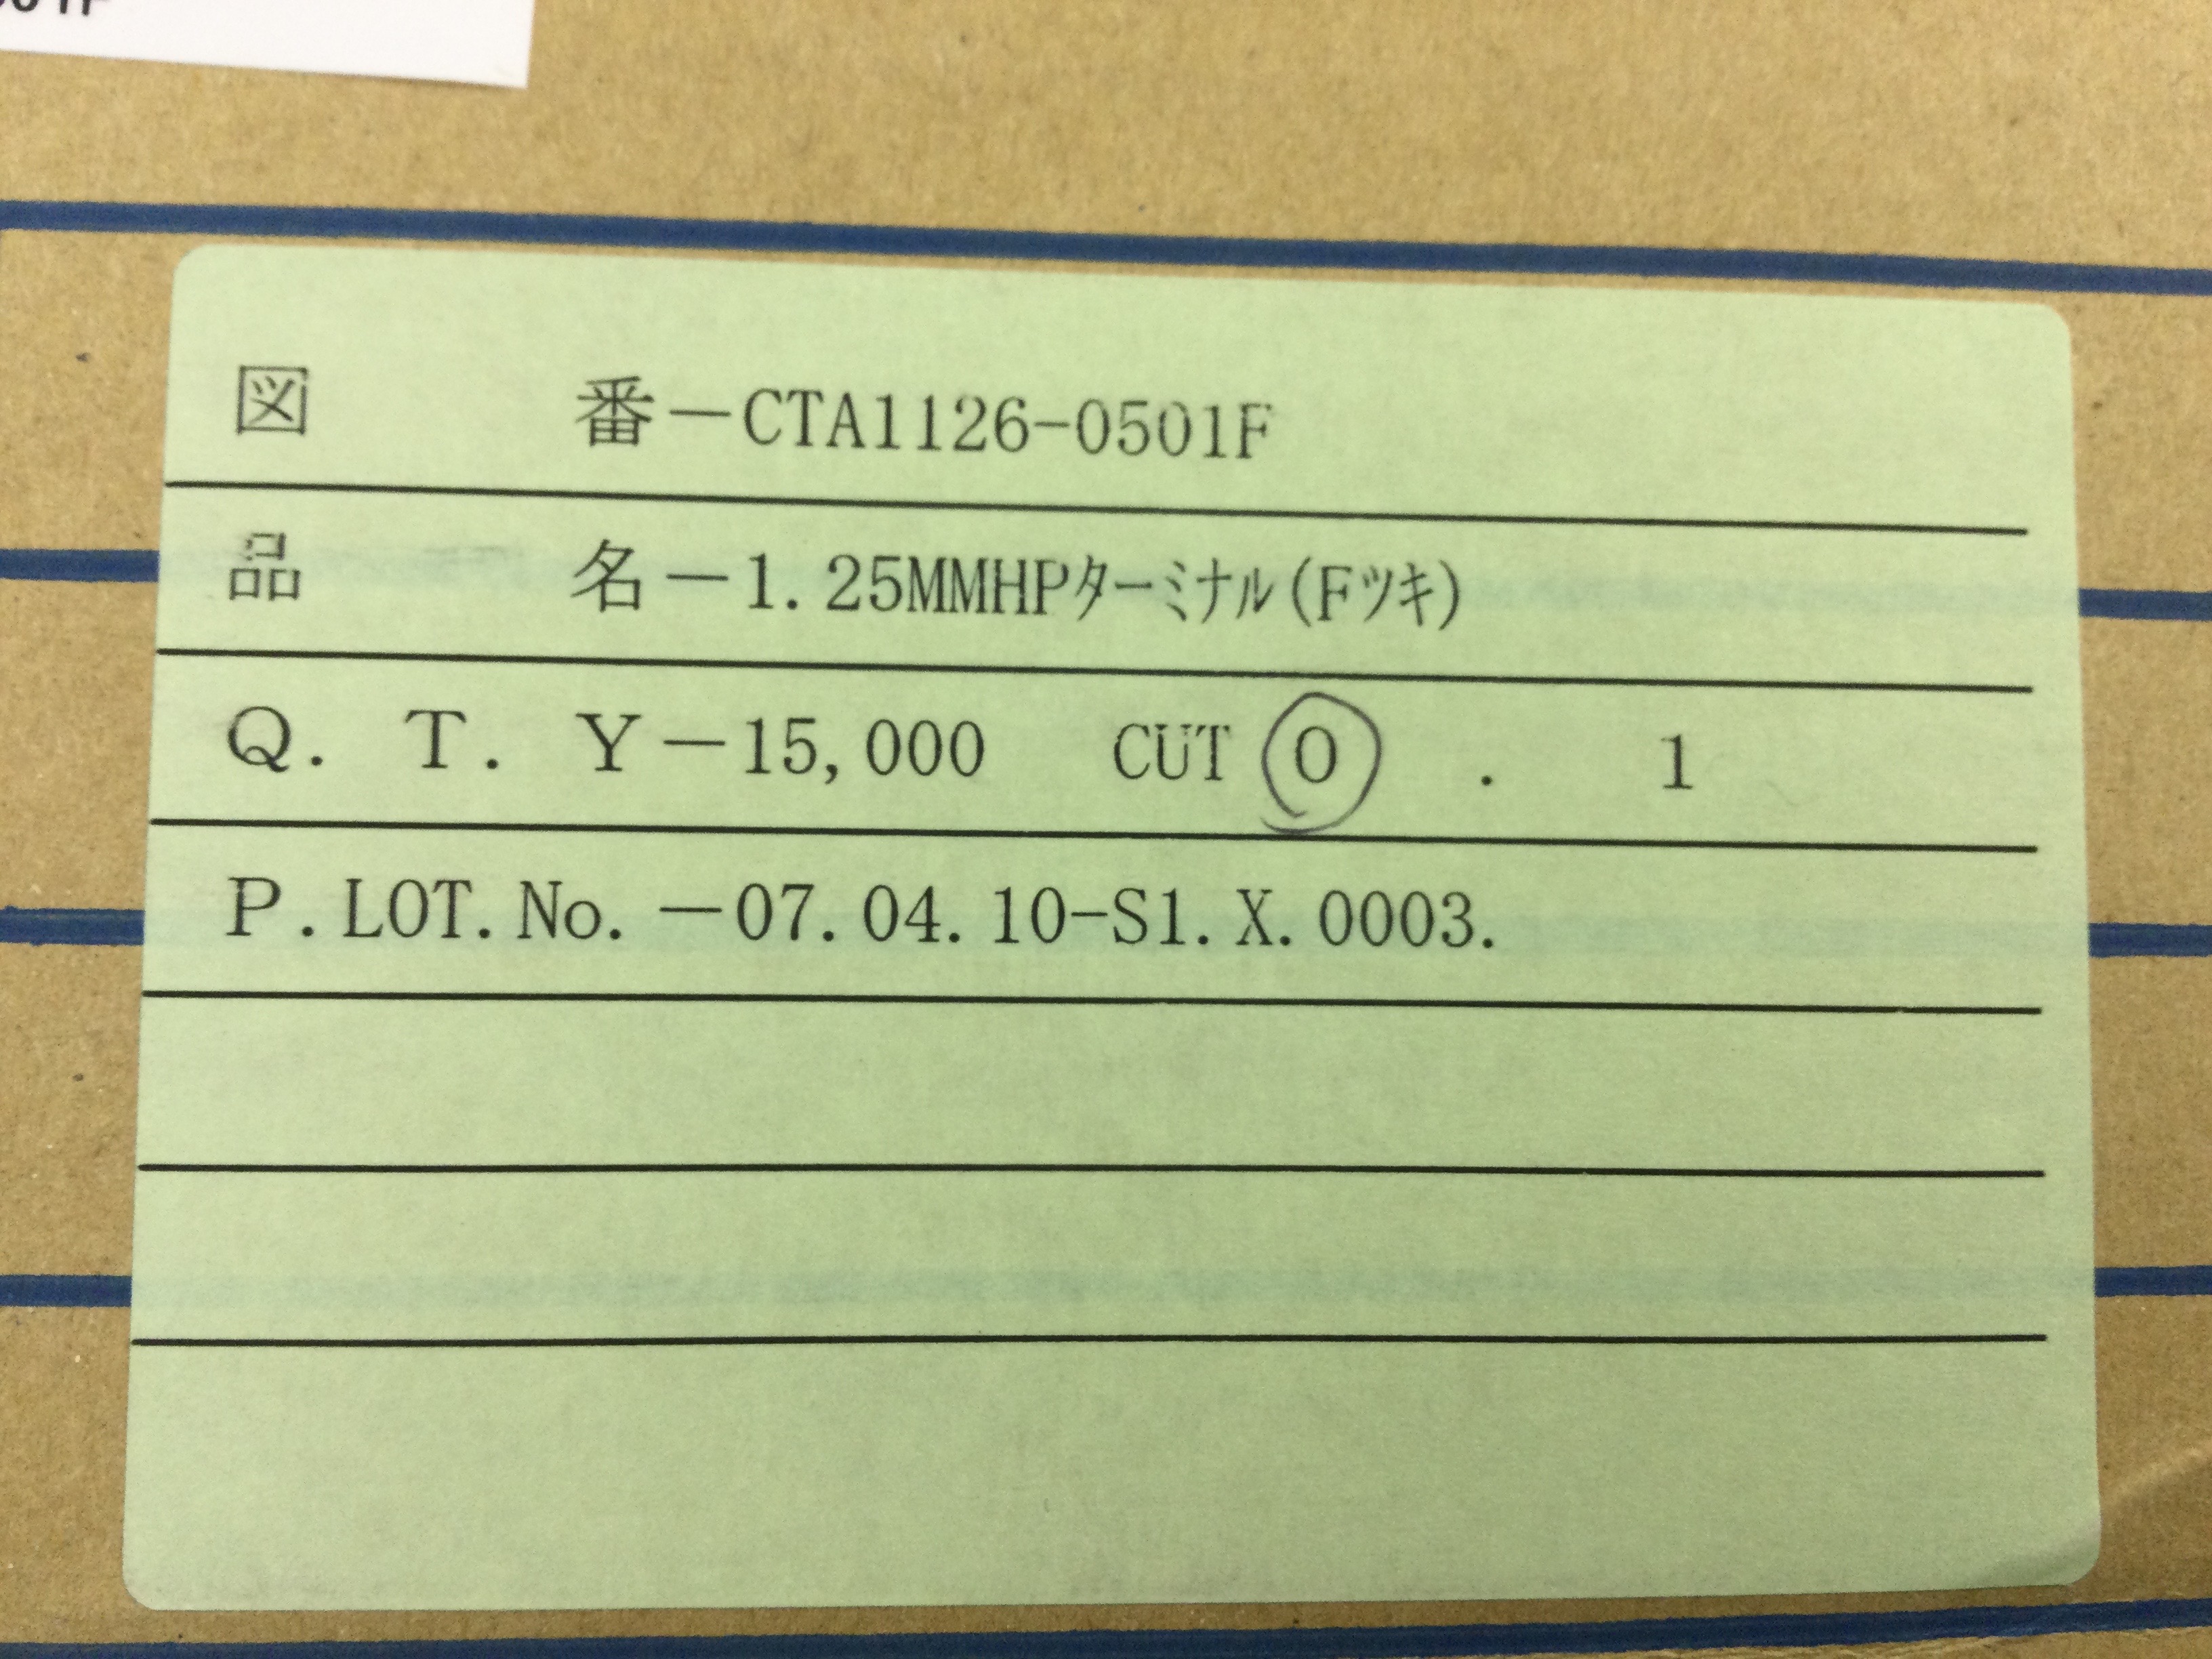 図 番－CTA1126-0501F
品 名－1.25MMHPﾀｰﾐﾅﾙ(Fﾂｷ)
Q. T. Y－15,000 CUT 0 . 1
P.LOT.No.－07.04.10-S1.X.0003.